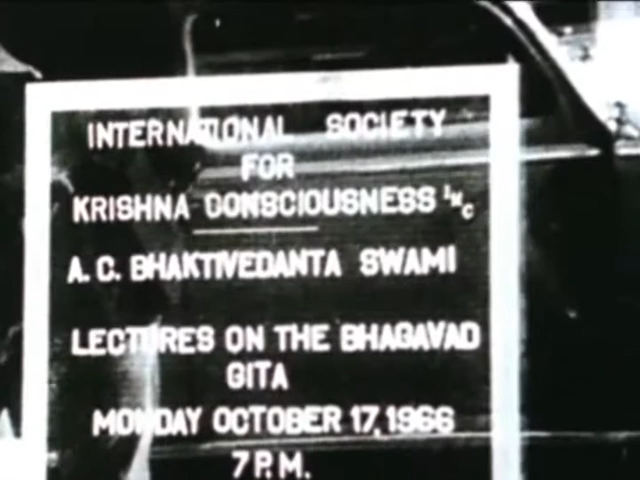 INTERNATIONAL SOCIETY
FOR
KRISHNA CONSCIOUSNESS INC
A. C. BHAKTIVEDANTA SWAMI
LECTURES ON THE BHAGAVAD
GITA
MONDAY OCTOBER 17, 1966
7 P. M.